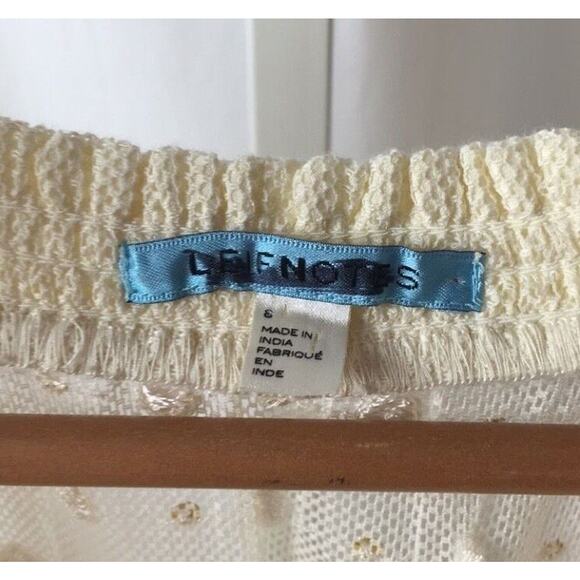 LEIFNOTES
MADE IN
INDIA
FABRIQUÉ
EN
INDE